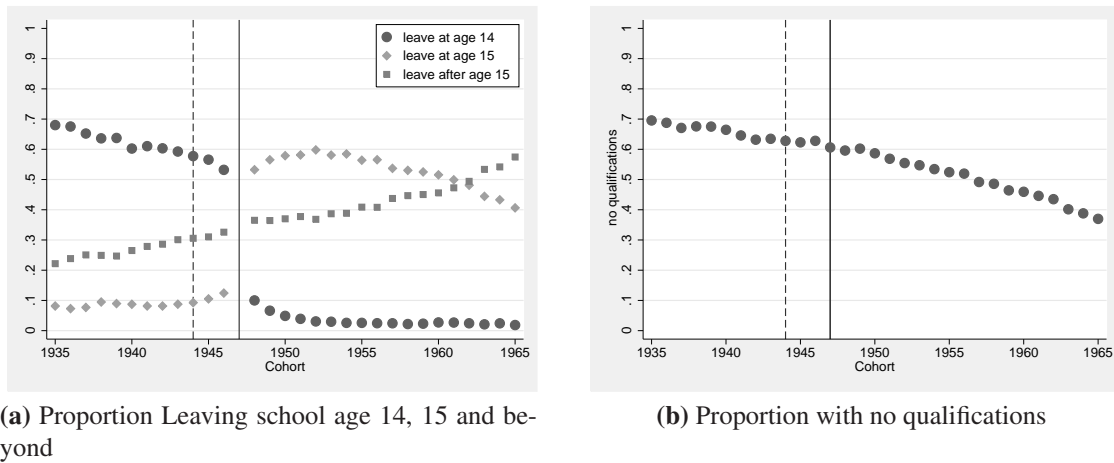 1
.9
.8
.7
.6
.5
.4
.3
.2
.1
0
1935 1940 1945 1950 1955 1960 1965
Cohort
leave at age 14
leave at age 15
leave after age 15
(a) Proportion Leaving school age 14, 15 and be-
yond
no qualifications
1
.9
.8
.7
.6
.5
.4
.3
.2
.1
0
1935 1940 1945 1950 1955 1960 1965
Cohort
(b) Proportion with no qualifications